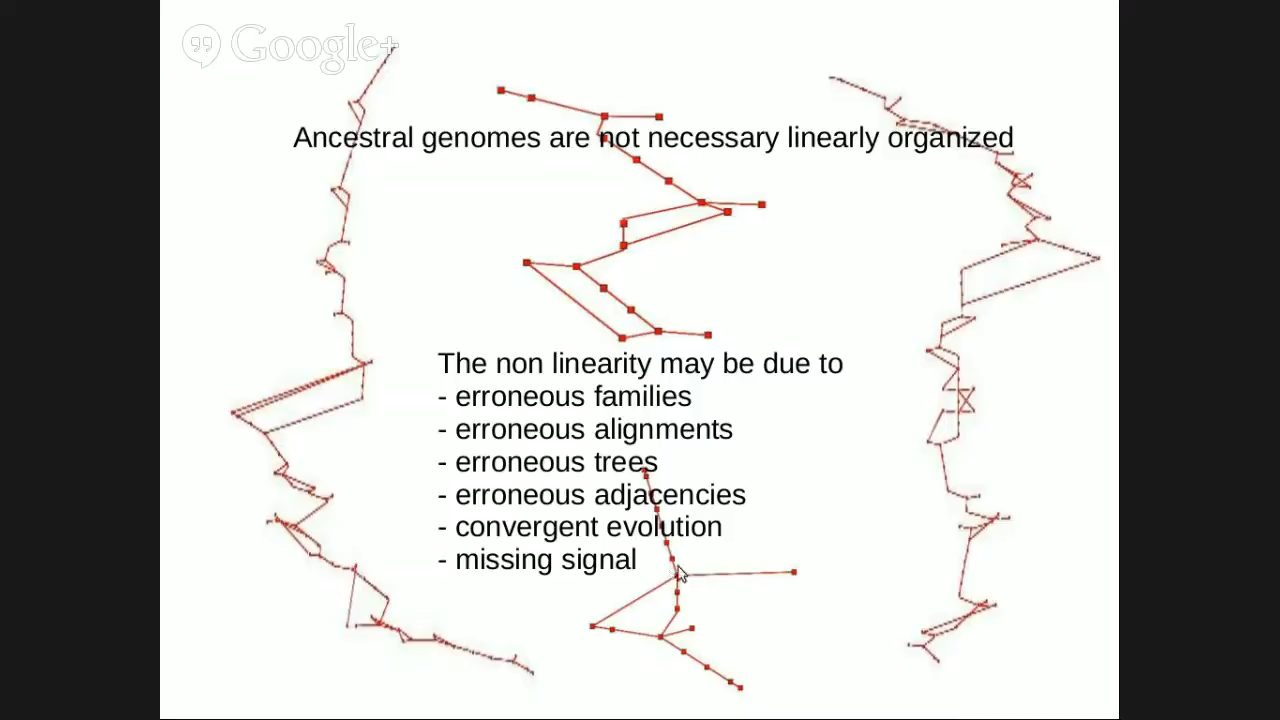 Google+
Ancestral genomes are not necessary linearly organized
The non linearity may be due to
- erroneous families
- erroneous alignments
- erroneous trees
- erroneous adjacencies
- convergent evolution
- missing signal